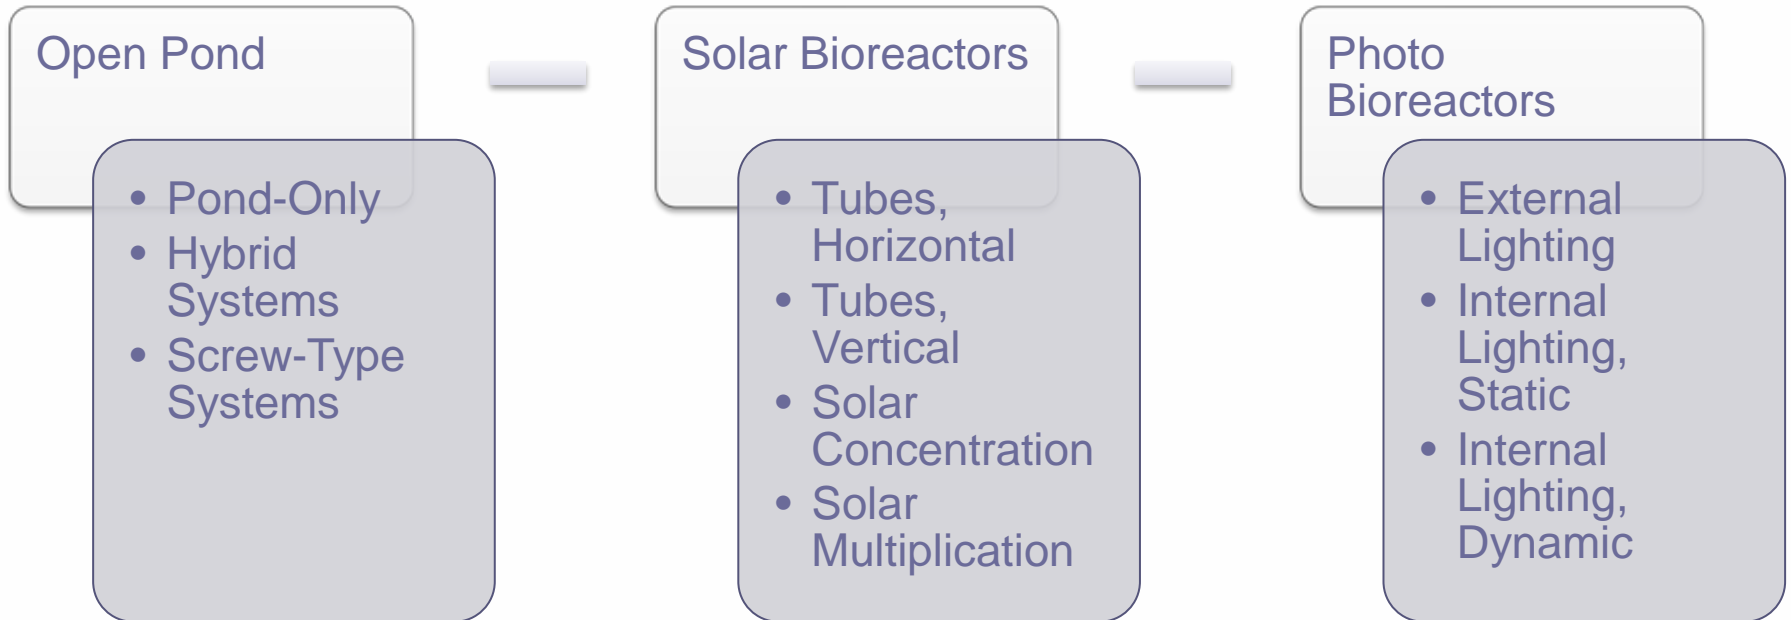 Open Pond
• Pond-Only
• Hybrid
Systems
• Screw-Type
Systems
Solar Bioreactors
• Tubes,
Horizontal
• Tubes,
Vertical
• Solar
Concentration
• Solar
Multiplication
Photo
Bioreactors
• External
Lighting
• Internal
Lighting,
Static
• Internal
Lighting,
Dynamic